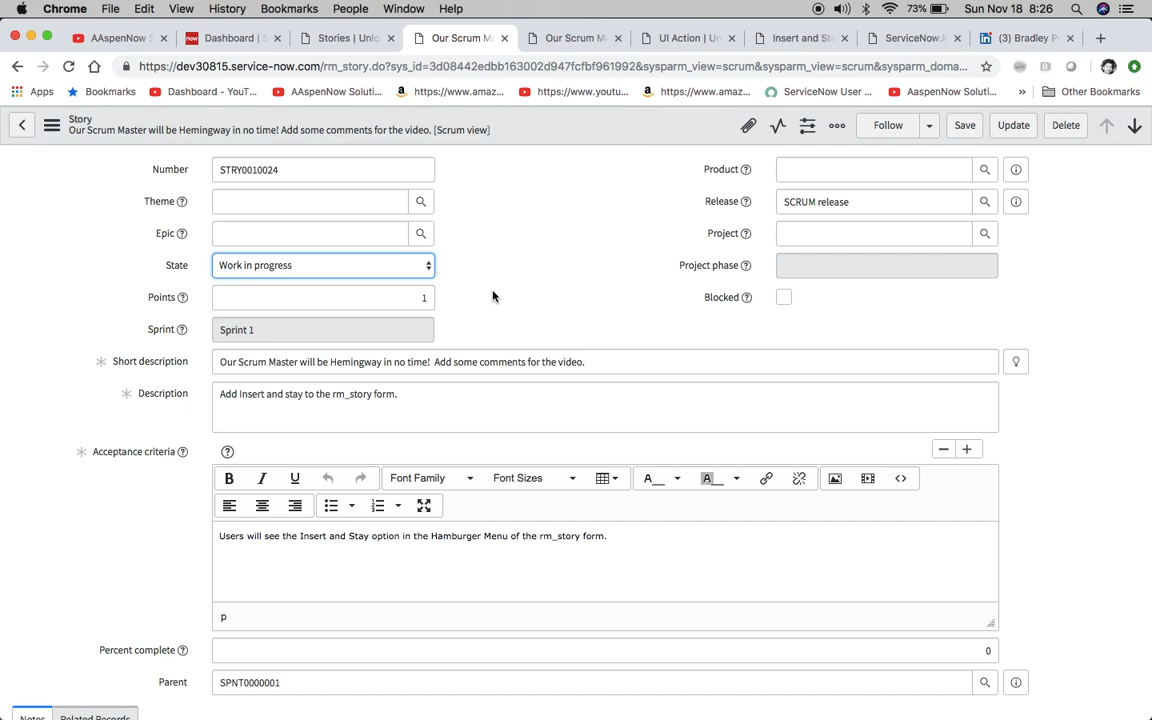 Chrome File Edit View History Bookmarks People Window Help 73% Sun Nov 18 8:26
AAspenNow S Dashboard | S Stories | Unlo Our Scrum M Our Scrum M UI Action | Un Insert and Sta ServiceNow.k (3) Bradley P
https://dev30815.service-now.com/rm_story.do?sys_id=3d08442edbb163002d947fcfbf961992&sysparm_view=scrum&sysparm_view=scrum&sysparm_doma...
Apps Bookmarks Dashboard - YouT... AAspenNow Soluti... https://www.amaz... https://www.youtu... https://www.amaz... ServiceNow User ... AaspenNow Soluti... » Other Bookmarks
Story
Our Scrum Master will be Hemingway in no time! Add some comments for the video. [Scrum view]
Follow Save Update Delete
Number STRY0010024 Product
Theme Release SCRUM release
Epic Project
State Work in progress Project phase
Points 1 Blocked
Sprint Sprint 1
Short description Our Scrum Master will be Hemingway in no time! Add some comments for the video.
Description Add Insert and stay to the rm_story form.
Acceptance criteria
B I U Font Family Font Sizes A A
Users will see the Insert and Stay option in the Hamburger Menu of the rm_story form.
p
Percent complete 0
Parent SPNT0000001
Notes Related Records